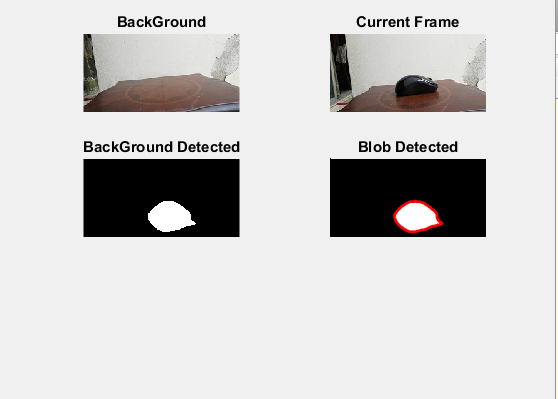 BackGround
Current Frame
BackGround Detected
Blob Detected